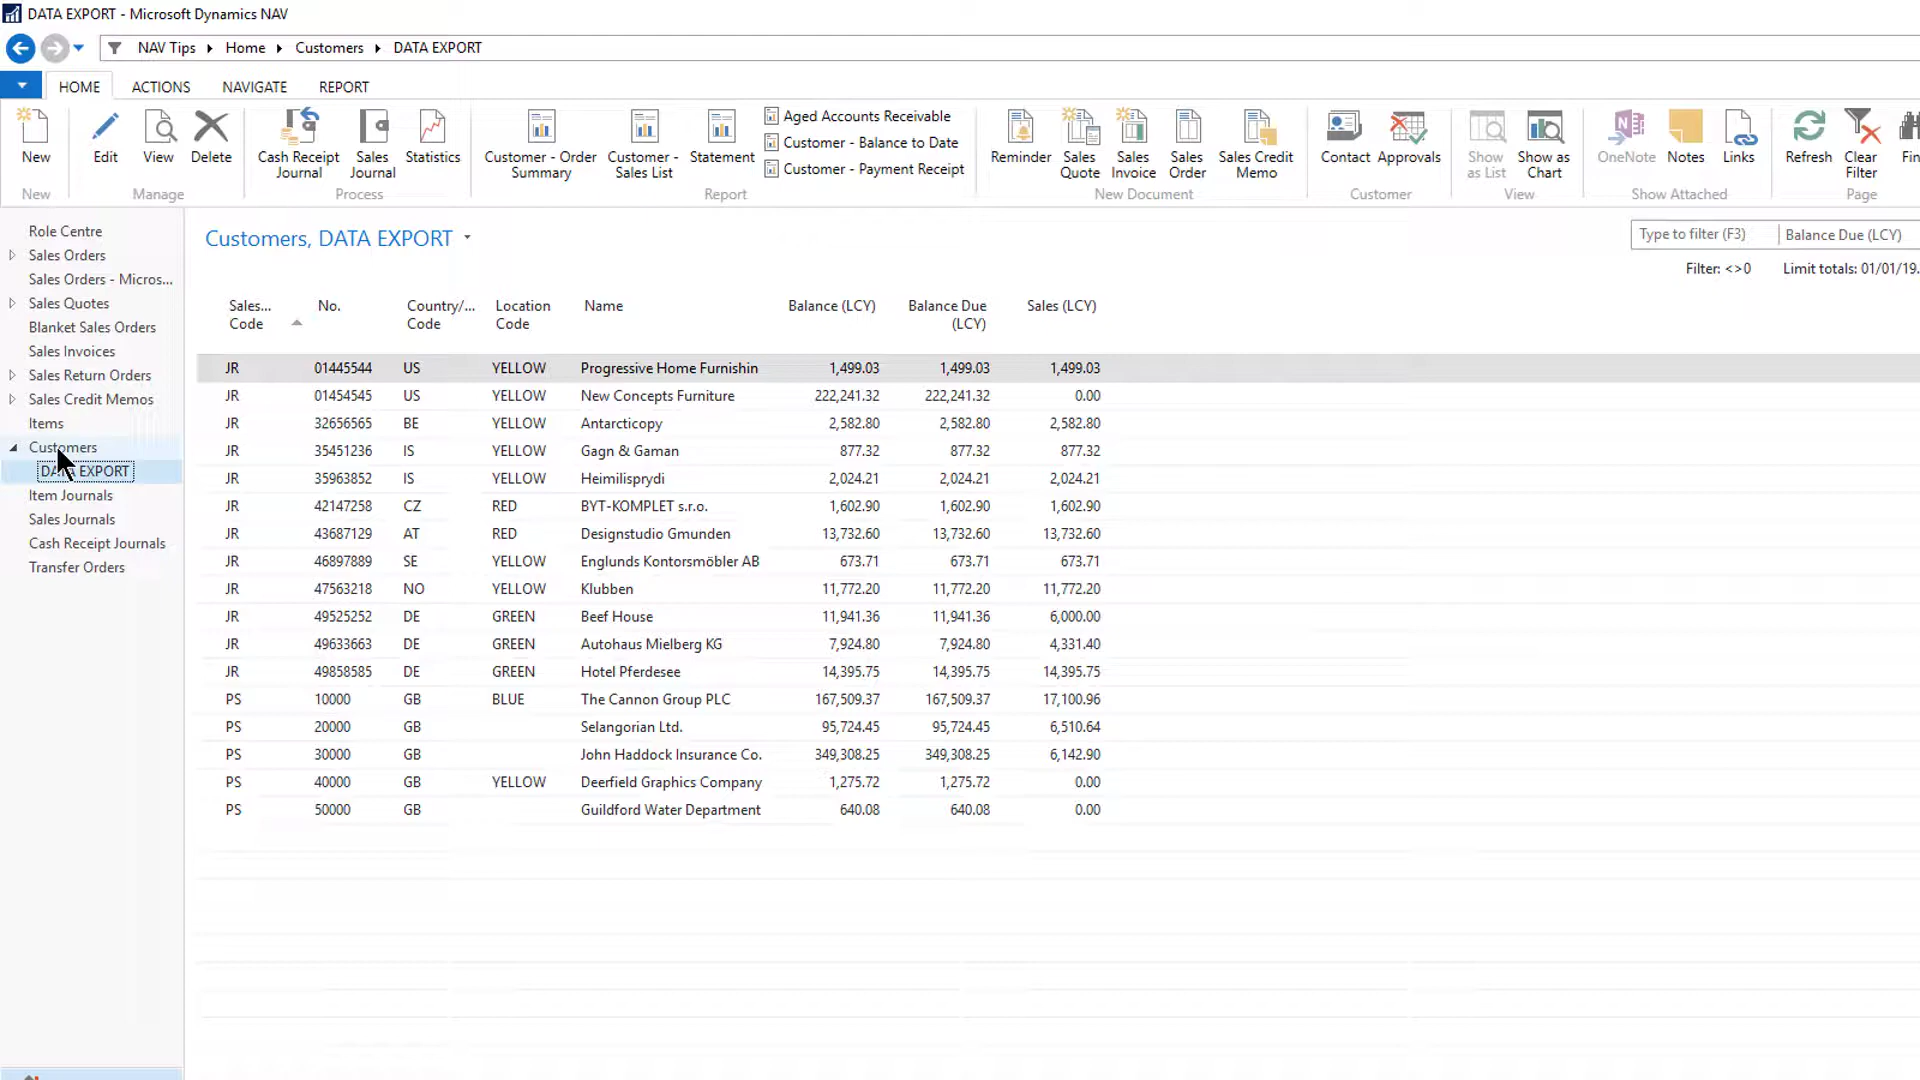 DATA EXPORT - Microsoft Dynamics NAV
NAV Tips Home Customers DATA EXPORT
HOME ACTIONS NAVIGATE REPORT
New
New
Edit View Delete
Manage
Cash Receipt Journal Sales Journal Statistics
Process
Customer - Order Summary Customer - Sales List Statement
Aged Accounts Receivable
Customer - Balance to Date
Customer - Payment Receipt
Report
Reminder Sales Quote Sales Invoice Sales Order Sales Credit Memo
New Document
Contact Approvals
Customer
Show as List Show as Chart
View
OneNote Notes Links
Show Attached
Refresh Clear Filter Fin
Page
Role Centre
Sales Orders
Sales Orders - Micros...
Sales Quotes
Blanket Sales Orders
Sales Invoices
Sales Return Orders
Sales Credit Memos
Items
Customers
DATA EXPORT
Item Journals
Sales Journals
Cash Receipt Journals
Transfer Orders
Customers, DATA EXPORT
Type to filter (F3) Balance Due (LCY)
Filter: <>0 Limit totals: 01/01/19.
Sales... Code No. Country/... Code Location Code Name Balance (LCY) Balance Due (LCY) Sales (LCY)
JR 01445544 US YELLOW Progressive Home Furnishin 1,499.03 1,499.03 1,499.03
JR 01454545 US YELLOW New Concepts Furniture 222,241.32 222,241.32 0.00
JR 32656565 BE YELLOW Antarcticopy 2,582.80 2,582.80 2,582.80
JR 35451236 IS YELLOW Gagn & Gaman 877.32 877.32 877.32
JR 35963852 IS YELLOW Heimilisprydi 2,024.21 2,024.21 2,024.21
JR 42147258 CZ RED BYT-KOMPLET s.r.o. 1,602.90 1,602.90 1,602.90
JR 43687129 AT RED Designstudio Gmunden 13,732.60 13,732.60 13,732.60
JR 46897889 SE YELLOW Englunds Kontorsmöbler AB 673.71 673.71 673.71
JR 47563218 NO YELLOW Klubben 11,772.20 11,772.20 11,772.20
JR 49525252 DE GREEN Beef House 11,941.36 11,941.36 6,000.00
JR 49633663 DE GREEN Autohaus Mielberg KG 7,924.80 7,924.80 4,331.40
JR 49858585 DE GREEN Hotel Pferdesee 14,395.75 14,395.75 14,395.75
PS 10000 GB BLUE The Cannon Group PLC 167,509.37 167,509.37 17,100.96
PS 20000 GB Selangorian Ltd. 95,724.45 95,724.45 6,510.64
PS 30000 GB John Haddock Insurance Co. 349,308.25 349,308.25 6,142.90
PS 40000 GB YELLOW Deerfield Graphics Company 1,275.72 1,275.72 0.00
PS 50000 GB Guildford Water Department 640.08 640.08 0.00